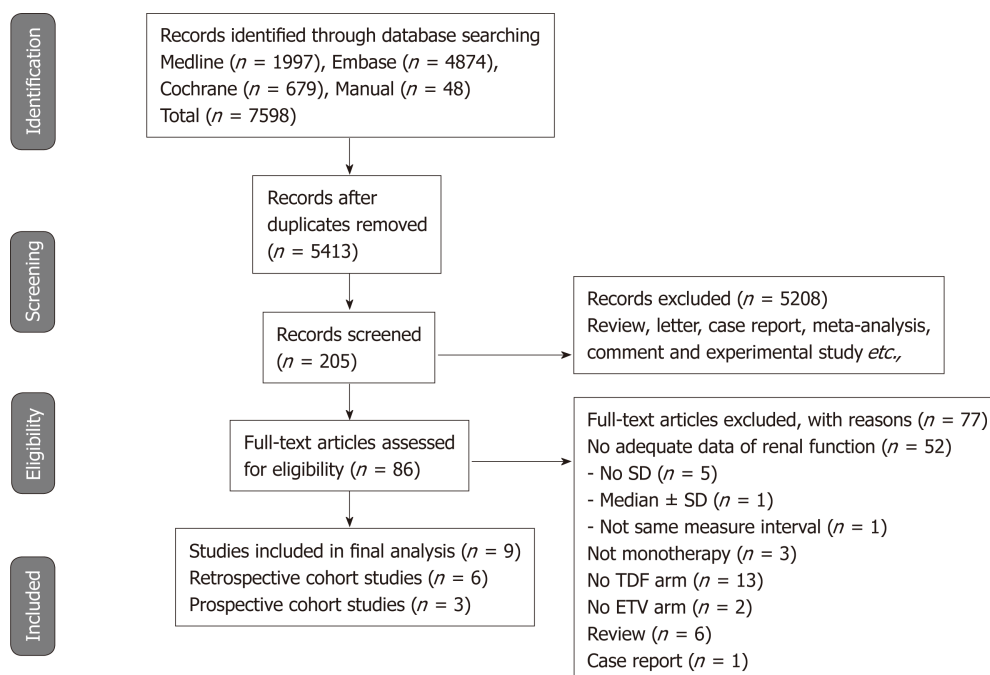 Identification
Records identified through database searching
Medline (n = 1997), Embase (n = 4874),
Cochrane (n = 679), Manual (n = 48)
Total (n = 7598)
Records after
duplicates removed
(n = 5413)
Screening
Records screened
(n = 205)
Records excluded (n = 5208)
Review, letter, case report, meta-analysis,
comment and experimental study etc.,
Eligibility
Full-text articles assessed
for eligibility (n = 86)
Full-text articles excluded, with reasons (n = 77)
No adequate data of renal function (n = 52)
- No SD (n = 5)
- Median ± SD (n = 1)
- Not same measure interval (n = 1)
Not monotherapy (n = 3)
No TDF arm (n = 13)
No ETV arm (n = 2)
Review (n = 6)
Case report (n = 1)
Included
Studies included in final analysis (n = 9)
Retrospective cohort studies (n = 6)
Prospective cohort studies (n = 3)